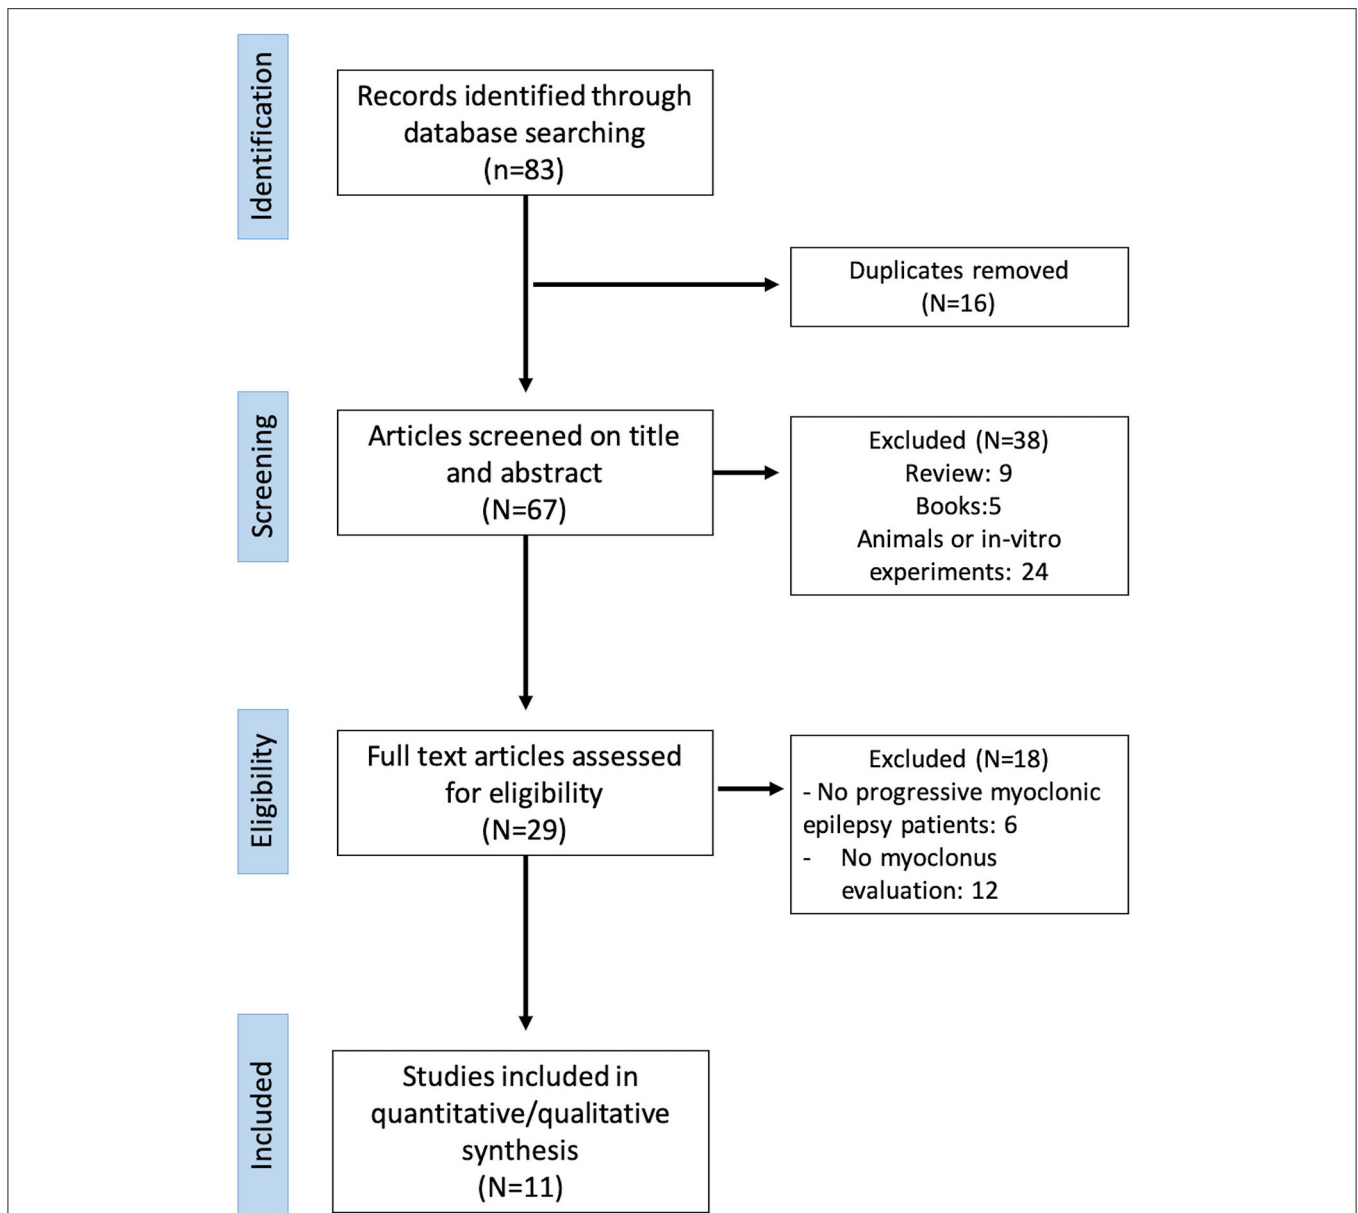 Identification
Records identified through
database searching
(n=83)
Duplicates removed
(N=16)
Screening
Articles screened on title
and abstract
(N=67)
Excluded (N=38)
Review: 9
Books:5
Animals or in-vitro
experiments: 24
Eligibility
Full text articles assessed
for eligibility
(N=29)
Excluded (N=18)
- No progressive myoclonic
epilepsy patients: 6
- No myoclonus
evaluation: 12
Included
Studies included in
quantitative/qualitative
synthesis
(N=11)